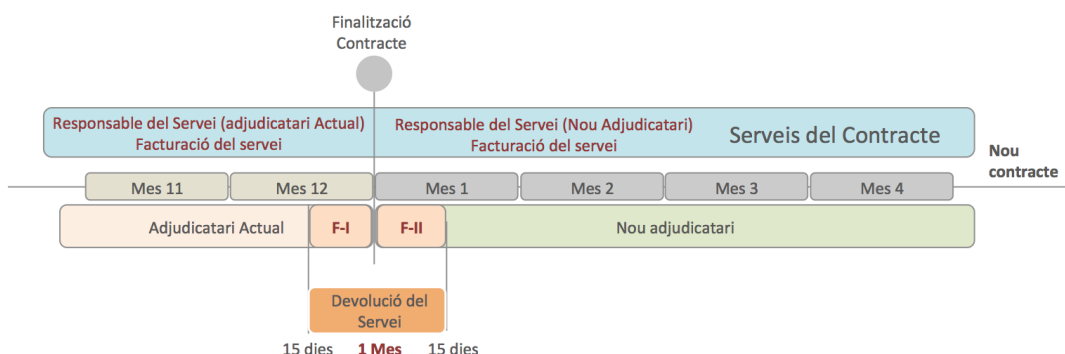 Finalització
Contracte
Responsable del Servei (adjudicatari Actual)
Facturació del servei
Responsable del Servei (Nou Adjudicatari)
Facturació del servei
Serveis del Contracte
Nou
contracte
Mes 11
Mes 12
Mes 1
Mes 2
Mes 3
Mes 4
Adjudicatari Actual
F-I
F-II
Nou adjudicatari
Devolució del
Servei
15 dies
1 Mes
15 dies